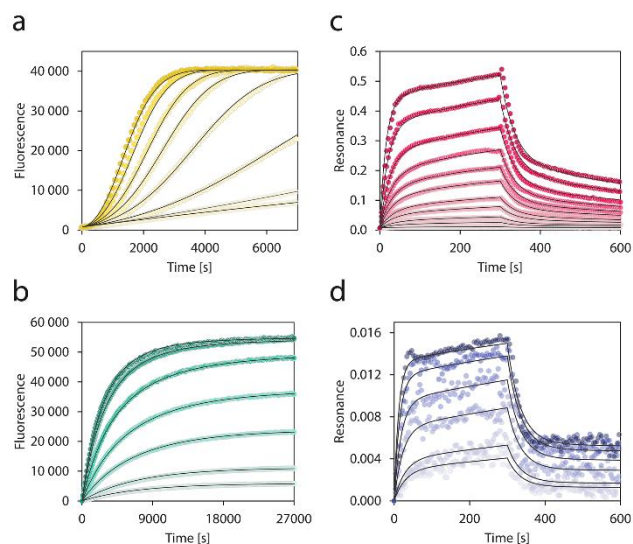 a
Fluorescence
40 000
30 000
20 000
10 000
0
0 2000 4000 6000
Time [s]
c
Resonance
0.6
0.5
0.4
0.3
0.2
0.1
0.0
0 200 400 600
Time [s]
b
Fluorescence
60 000
50 000
40 000
30 000
20 000
10 000
0
0 9000 18000 27000
Time [s]
d
Resonance
0.016
0.012
0.008
0.004
0.000
0 200 400 600
Time [s]